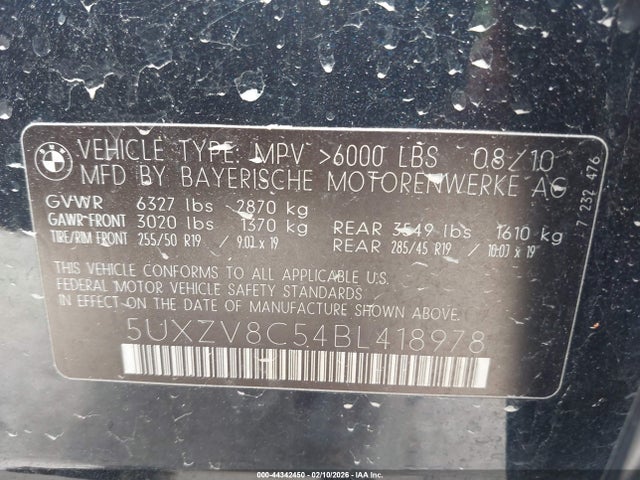 VEHICLE TYPE: MPV >6000 LBS 08/10
MFD BY BAYERISCHE MOTORENWERKE AG
GVWR 6327 lbs 2870 kg
GAWR-FRONT 3020 lbs 1370 kg REAR 3549 lbs 1610 kg
TIRE/RIM FRONT 255/50 R19 / 9.0J x 19 REAR 285/45 R19 / 10.0J x 19
THIS VEHICLE CONFORMS TO ALL APPLICABLE U.S.
FEDERAL MOTOR VEHICLE SAFETY STANDARDS
IN EFFECT ON THE DATE OF MANUFACTURE SHOWN ABOVE.
5UXZV8C54BL418978
7 232 476
000-44342450 - 02/10/2026 - IAAI.COM